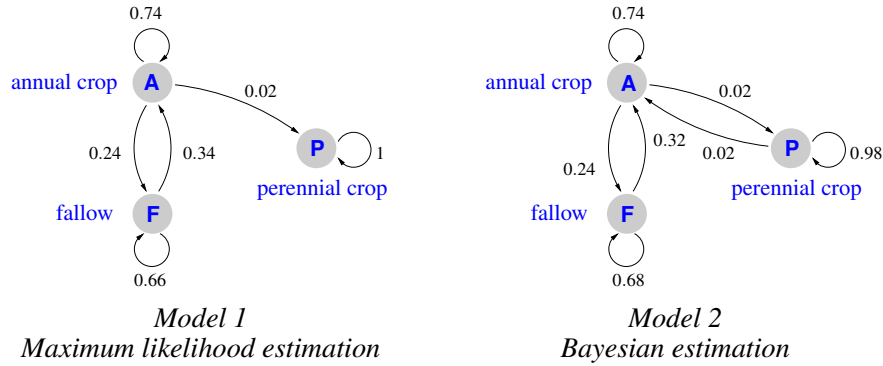 0.74
annual crop
A
0.02
0.24
0.34
P
1
perennial crop
fallow
F
0.66
Model 1
Maximum likelihood estimation
0.74
annual crop
A
0.02
0.02
0.24
0.32
P
0.98
perennial crop
fallow
F
0.68
Model 2
Bayesian estimation